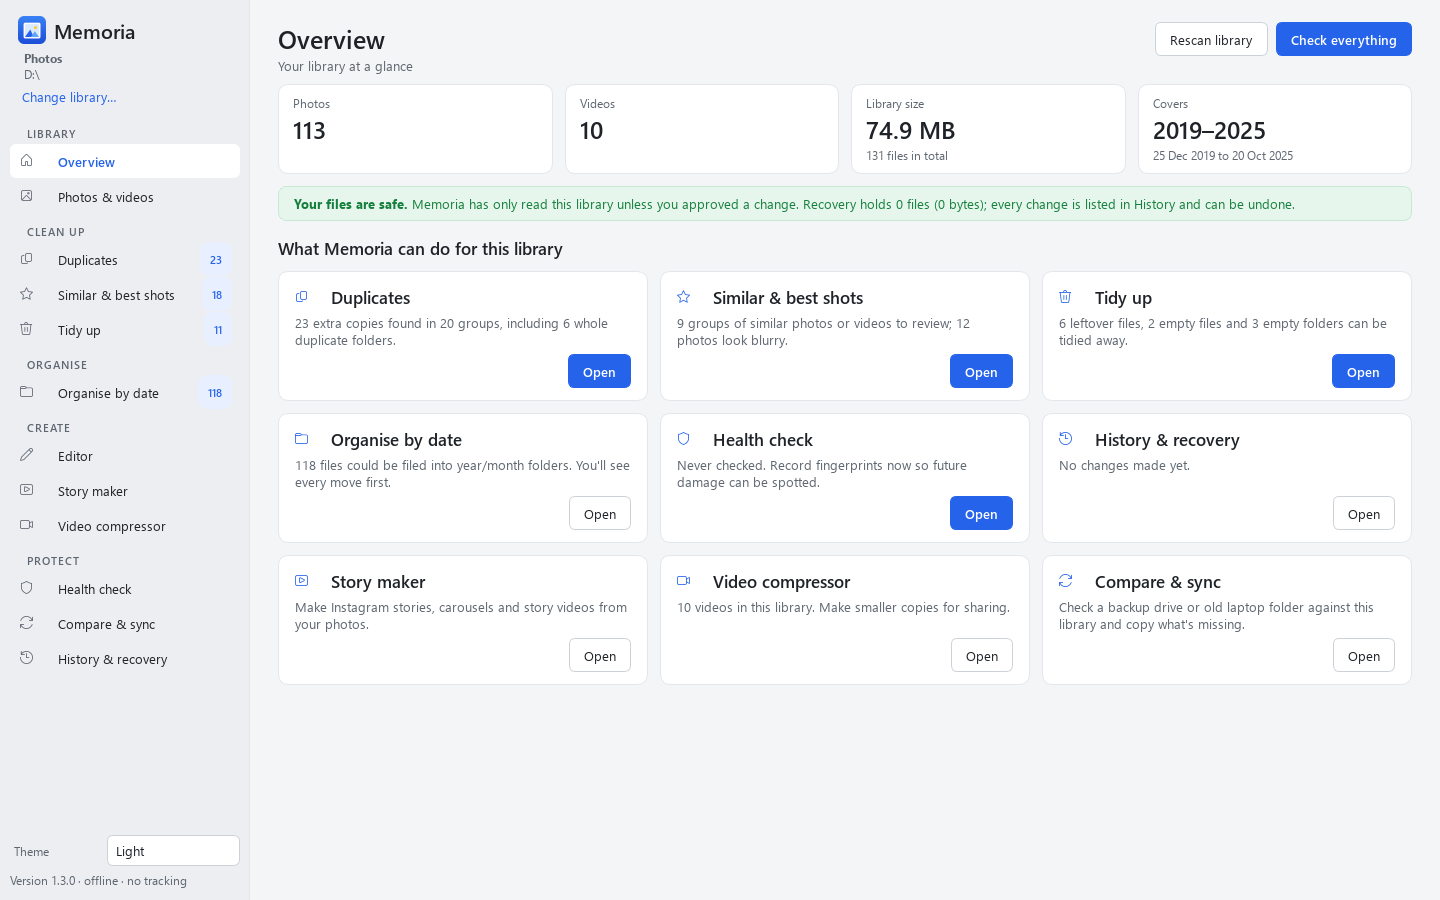 Memoria
Photos
D:\
Change library...
LIBRARY
Overview
Photos & videos
CLEAN UP
Duplicates 23
Similar & best shots 18
Tidy up 11
ORGANISE
Organise by date 118
CREATE
Editor
Story maker
Video compressor
PROTECT
Health check
Compare & sync
History & recovery
Theme Light
Version 1.3.0 · offline · no tracking
Overview
Your library at a glance
Rescan library
Check everything
Photos
113
Videos
10
Library size
74.9 MB
131 files in total
Covers
2019–2025
25 Dec 2019 to 20 Oct 2025
Your files are safe. Memoria has only read this library unless you approved a change. Recovery holds 0 files (0 bytes); every change is listed in History and can be undone.
What Memoria can do for this library
Duplicates
23 extra copies found in 20 groups, including 6 whole
duplicate folders.
Open
Similar & best shots
9 groups of similar photos or videos to review; 12
photos look blurry.
Open
Tidy up
6 leftover files, 2 empty files and 3 empty folders can be
tidied away.
Open
Organise by date
118 files could be filed into year/month folders. You'll see
every move first.
Open
Health check
Never checked. Record fingerprints now so future
damage can be spotted.
Open
History & recovery
No changes made yet.
Open
Story maker
Make Instagram stories, carousels and story videos from
your photos.
Open
Video compressor
10 videos in this library. Make smaller copies for sharing.
Open
Compare & sync
Check a backup drive or old laptop folder against this
library and copy what's missing.
Open